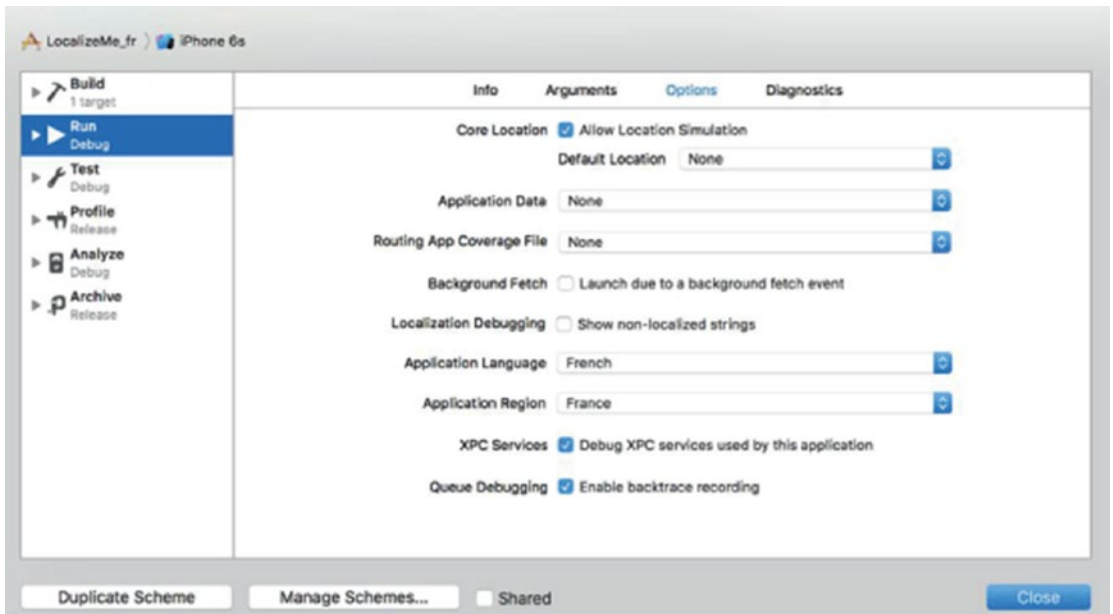 LocalizeMe_fr iPhone 6s
Build
1 target
Run
Debug
Test
Debug
Profile
Release
Analyze
Debug
Archive
Release
Info Arguments Options Diagnostics
Core Location Allow Location Simulation
Default Location None
Application Data None
Routing App Coverage File None
Background Fetch Launch due to a background fetch event
Localization Debugging Show non-localized strings
Application Language French
Application Region France
XPC Services Debug XPC services used by this application
Queue Debugging Enable backtrace recording
Duplicate Scheme Manage Schemes... Shared Close